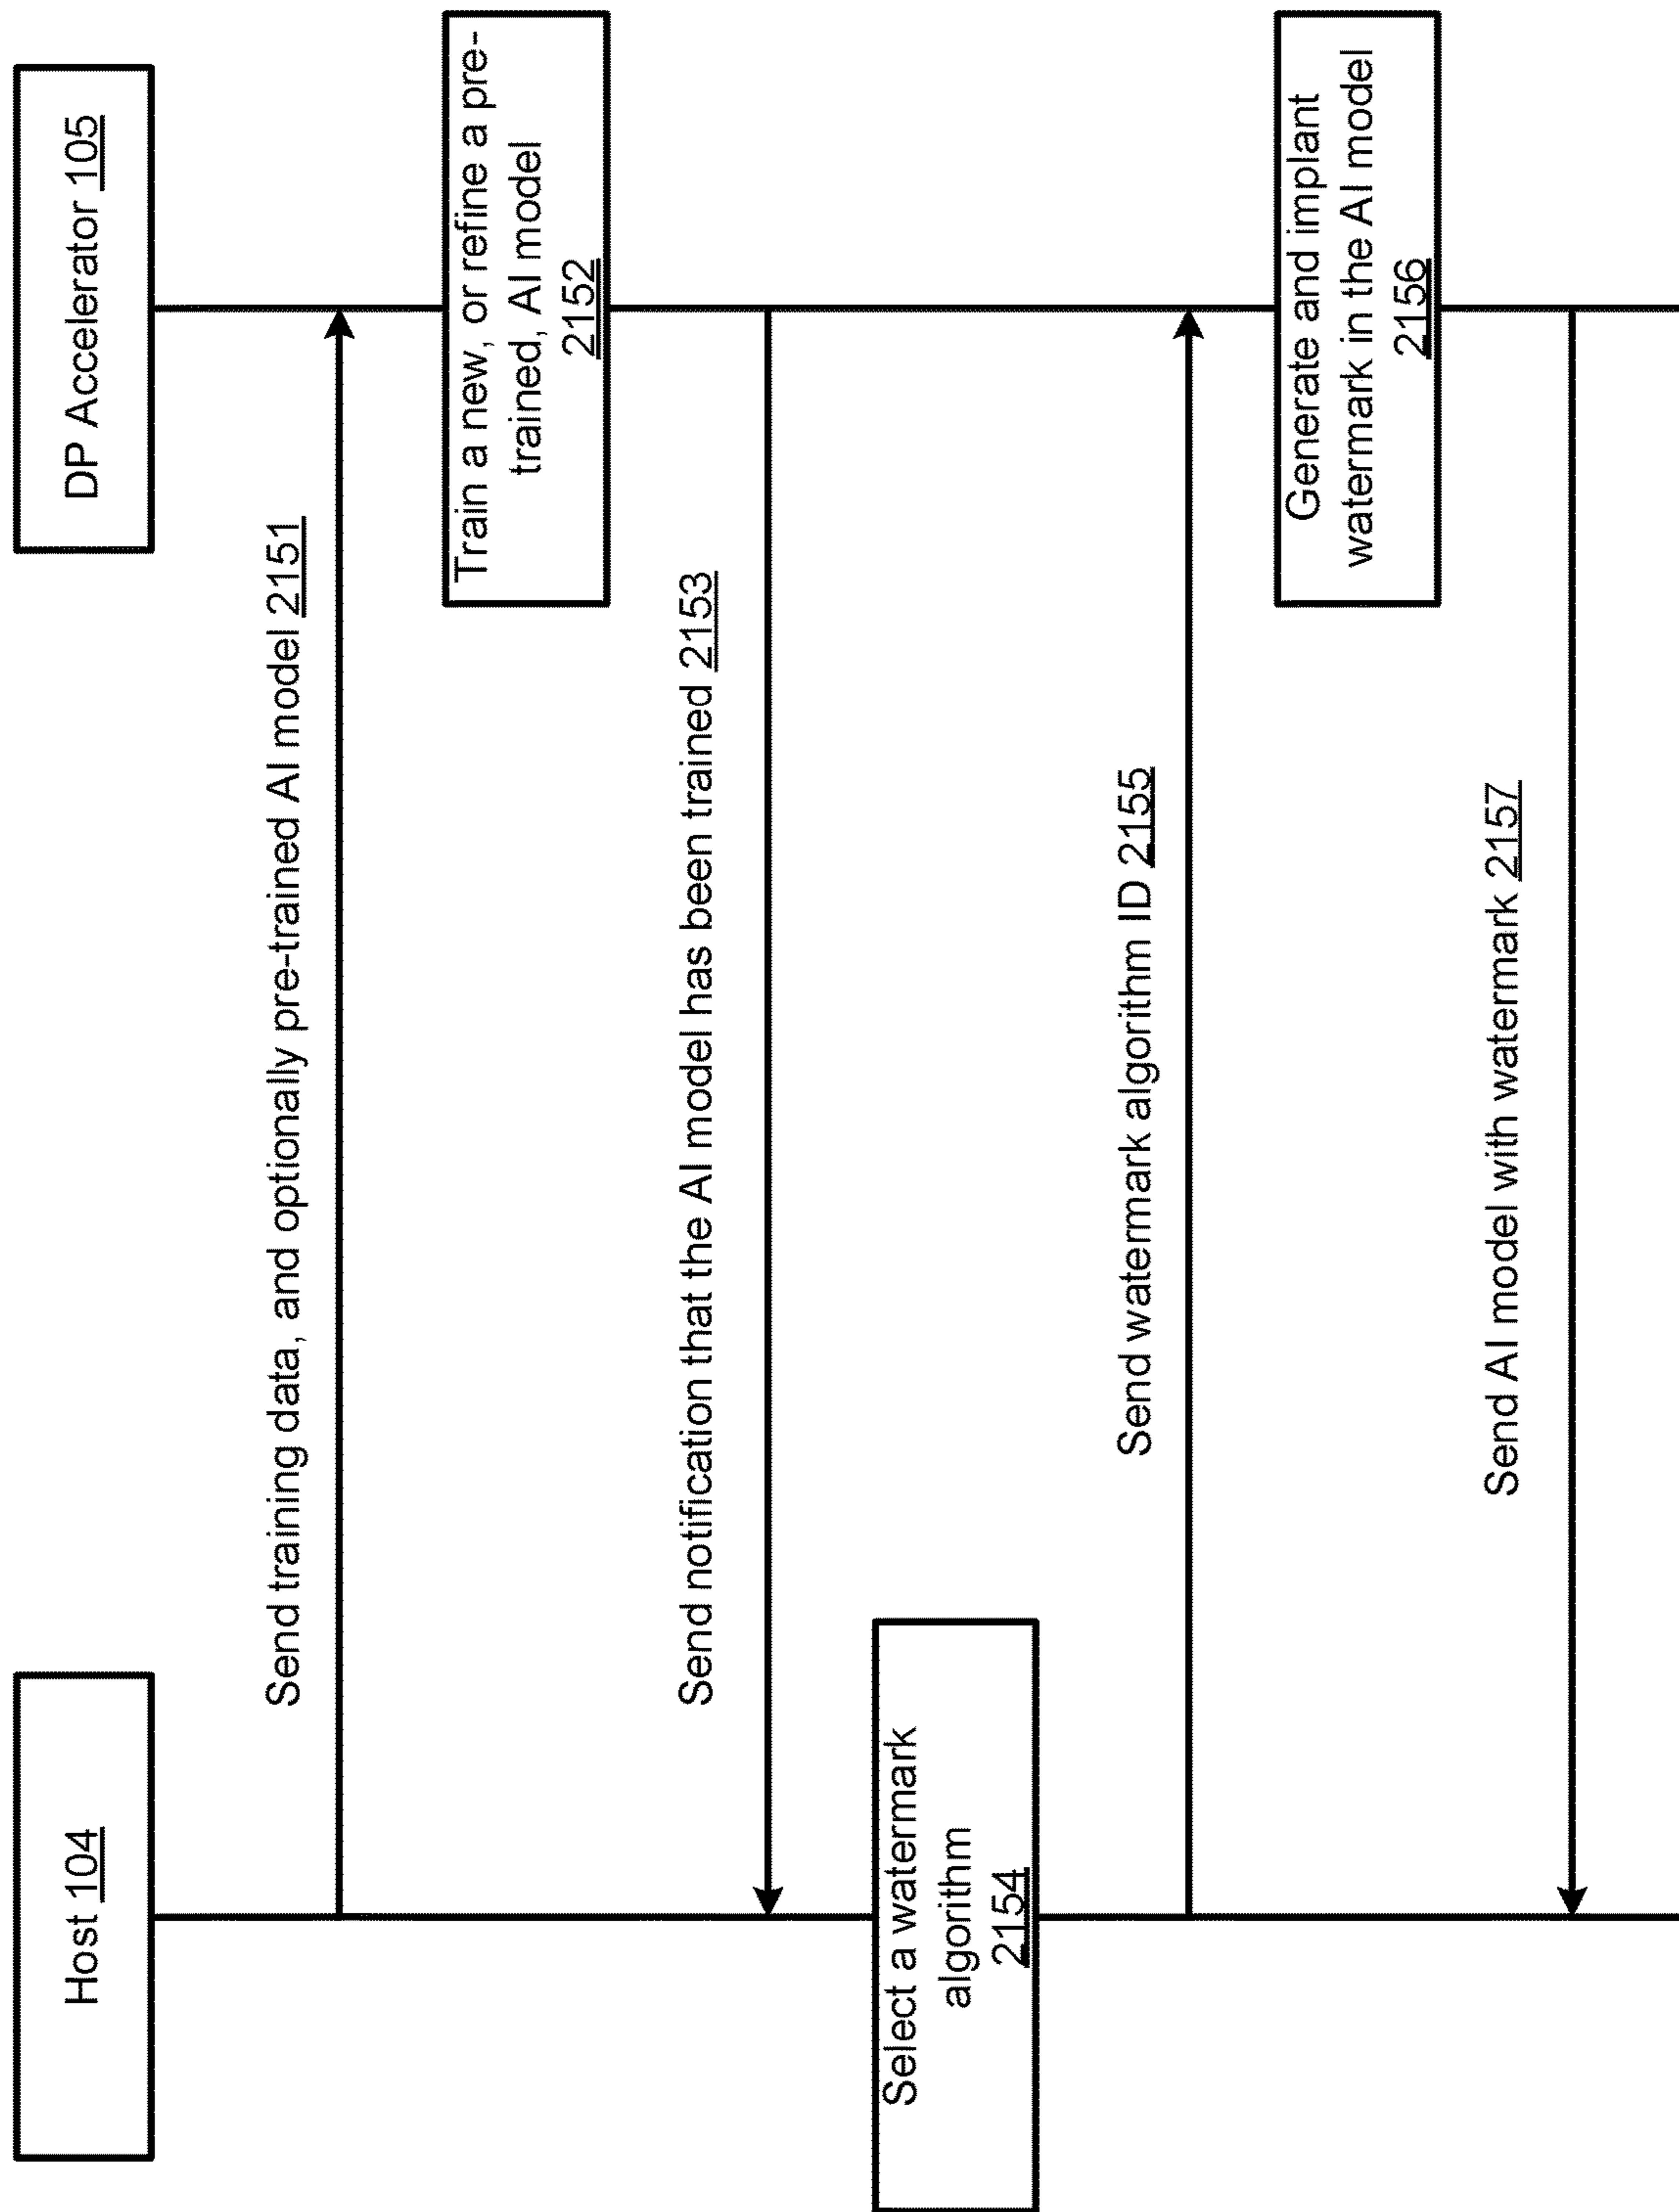 Host 104
DP Accelerator 105
Send training data, and optionally pre-trained AI model 2151
Train a new, or refine a pre-
trained, AI model
2152
Send notification that the AI model has been trained 2153
Select a watermark
algorithm
2154
Send watermark algorithm ID 2155
Generate and implant
watermark in the AI model
2156
Send AI model with watermark 2157